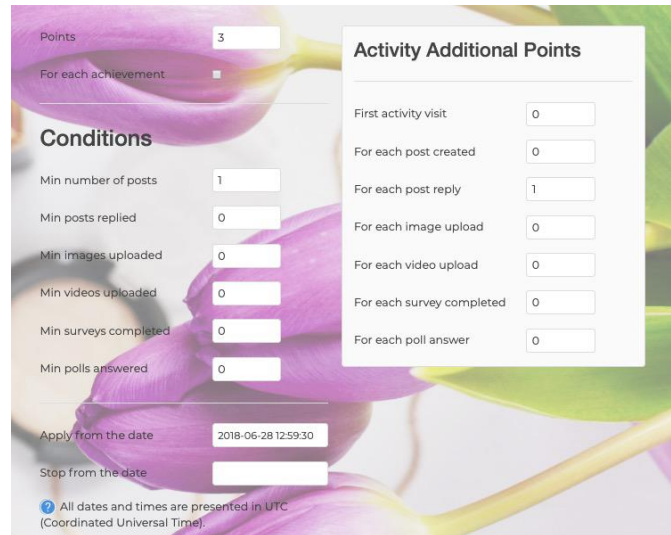 Points 3
For each achievement
Conditions
Min number of posts 1
Min posts replied 0
Min images uploaded 0
Min videos uploaded 0
Min surveys completed 0
Min polls answered 0
Apply from the date 2018-06-28 12:59:30
Stop from the date
? All dates and times are presented in UTC
(Coordinated Universal Time).
Activity Additional Points
First activity visit 0
For each post created 0
For each post reply 1
For each image upload 0
For each video upload 0
For each survey completed 0
For each poll answer 0